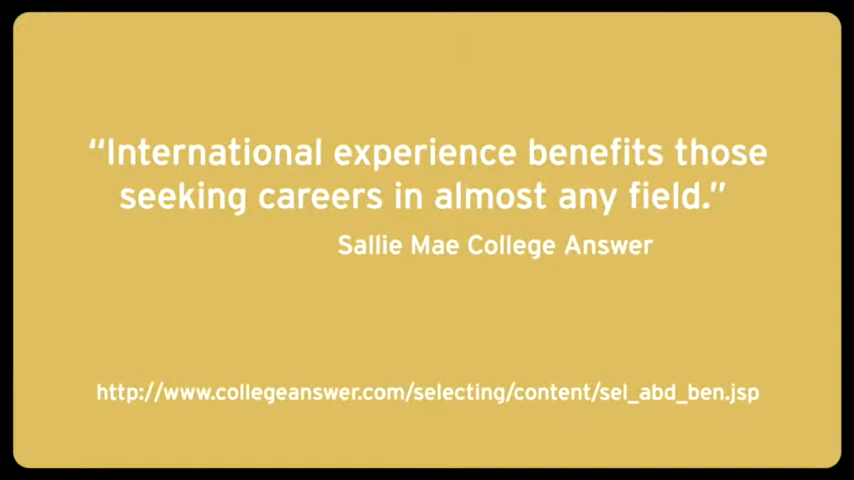 “International experience benefits those
seeking careers in almost any field.”
Sallie Mae College Answer
http://www.collegeanswer.com/selecting/content/sel_abd_ben.jsp